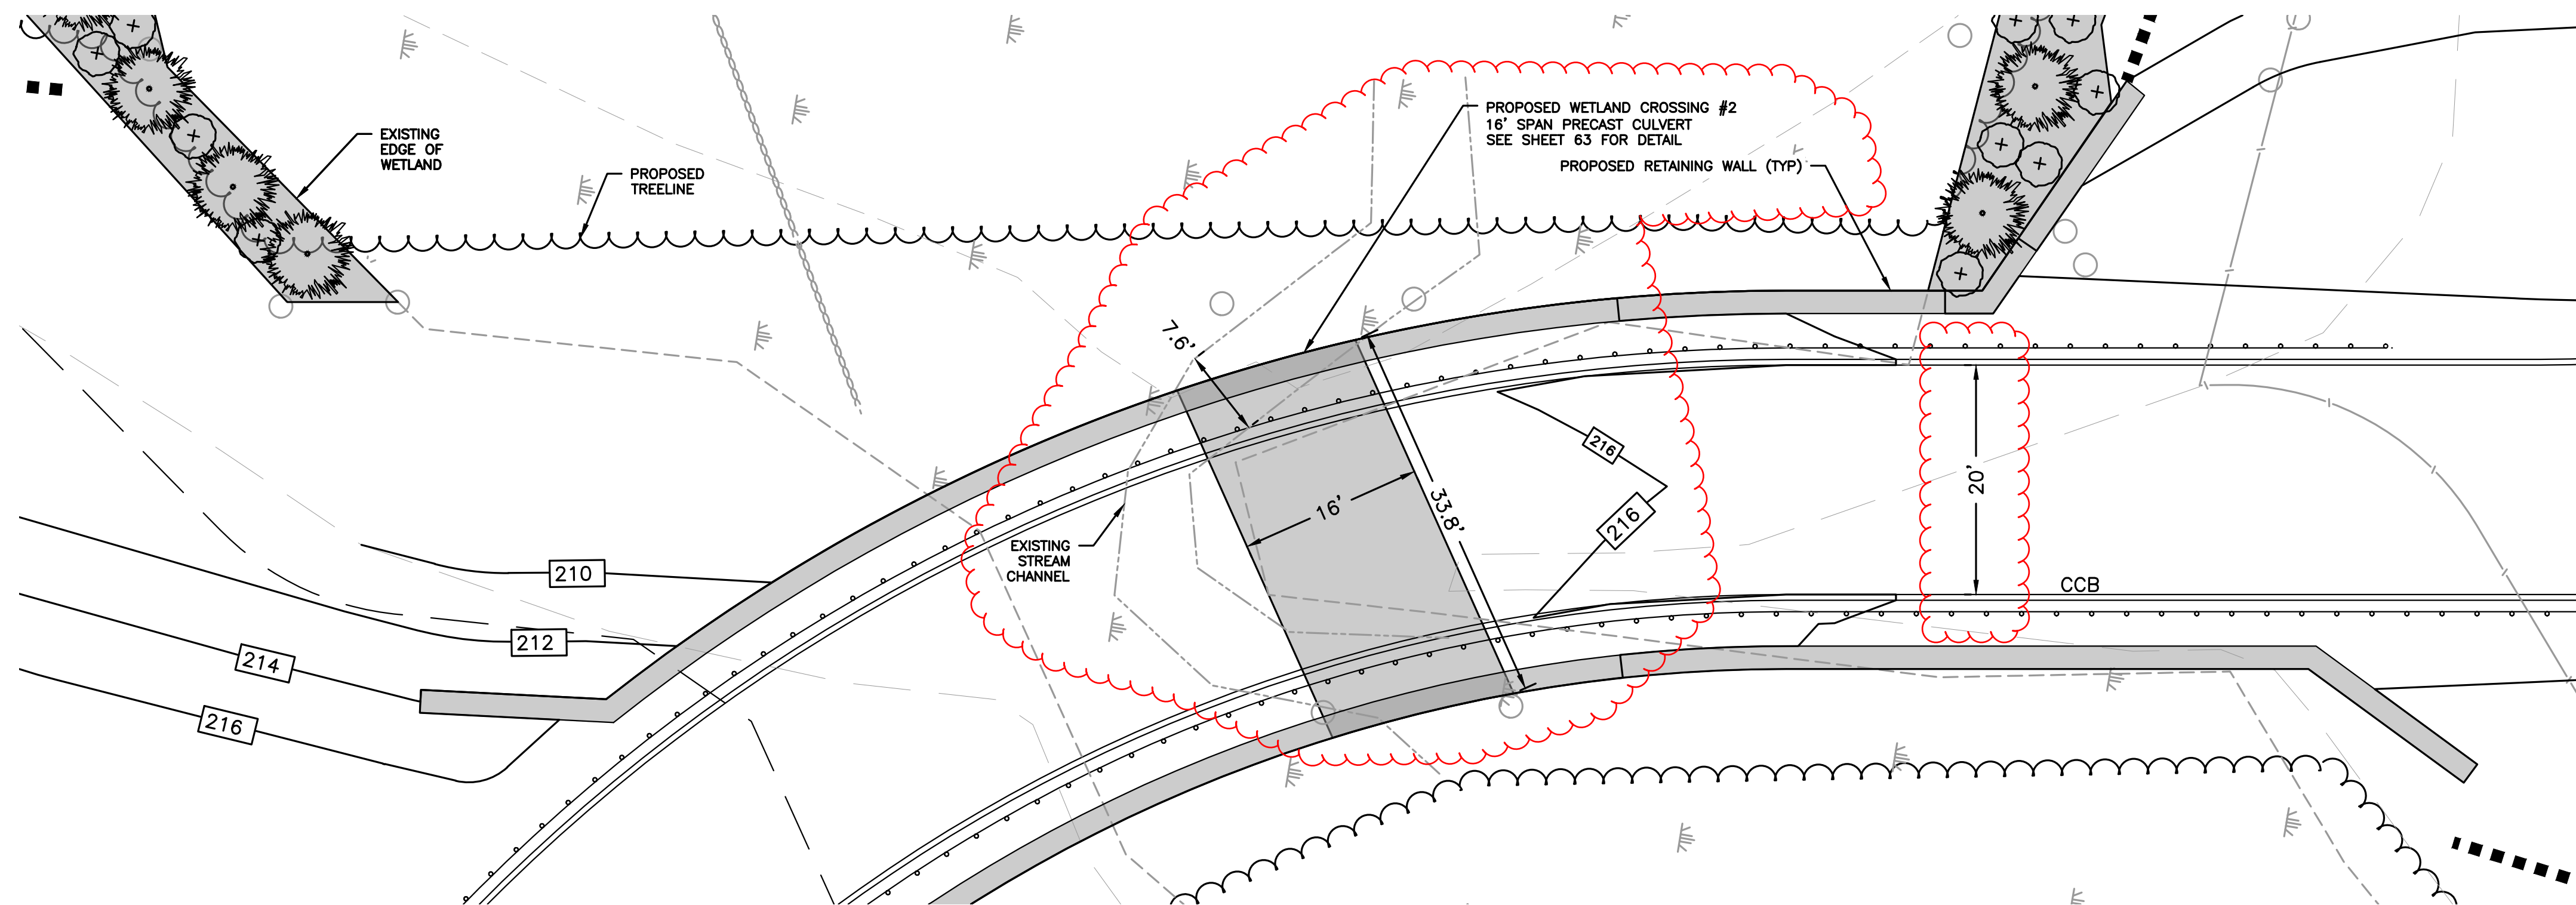 EXISTING
EDGE OF
WETLAND
PROPOSED
TREELINE
PROPOSED WETLAND CROSSING #2
16' SPAN PRECAST CULVERT
SEE SHEET 63 FOR DETAIL
PROPOSED RETAINING WALL (TYP)
7.6'
216
20'
33.8'
16'
216
EXISTING
STREAM
CHANNEL
210
CCB
212
214
216